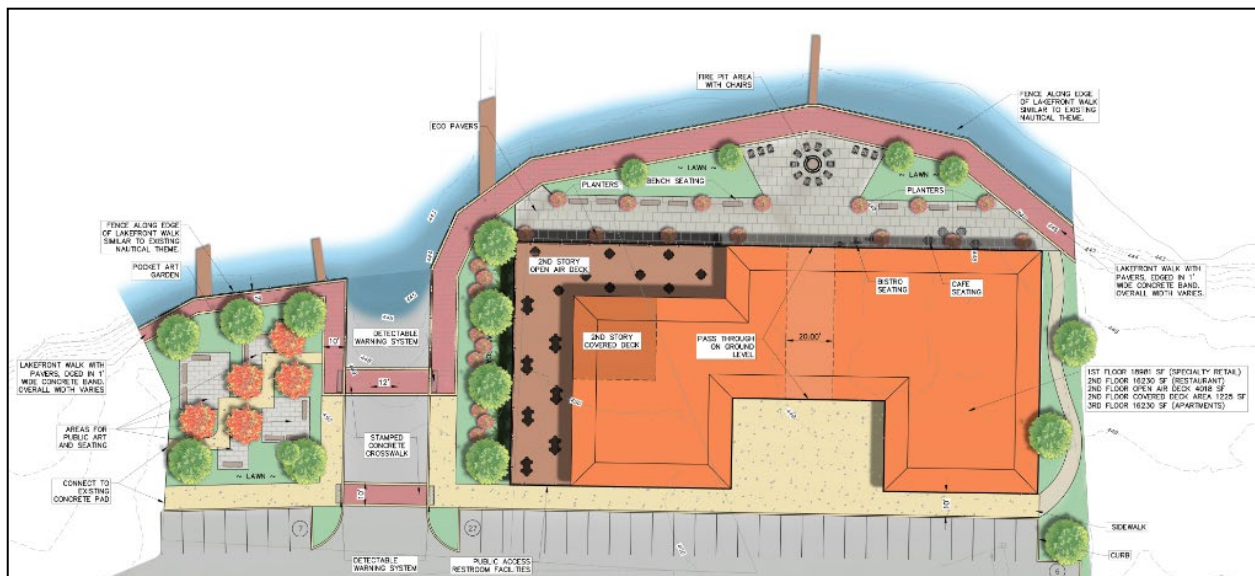 FIRE PIT AREA
WITH CHAIRS
FENCE ALONG EDGE
OF LAKEFRONT WALK
SIMILAR TO EXISTING
NAUTICAL THEME.
ECO PAVERS
~ LAWN ~
~ LAWN ~
PLANTERS
BENCH SEATING
PLANTERS
FENCE ALONG EDGE
OF LAKEFRONT WALK
SIMILAR TO EXISTING
NAUTICAL THEME.
POCKET ART
GARDEN
2ND STORY
OPEN AIR DECK
BISTRO
SEATING
CAFE
SEATING
LAKEFRONT WALK WITH
PAVERS, EDGED IN 1'
WIDE CONCRETE BAND.
OVERALL WIDTH VARIES.
DETECTABLE
WARNING SYSTEM
2ND STORY
COVERED DECK
PASS THROUGH
ON GROUND
LEVEL
20.00'
10'
12'
LAKEFRONT WALK WITH
PAVERS, DGED IN 1'
WIDE CONCRETE BAND.
OVERALL WIDTH VARIES
1ST FLOOR 18981 SF (SPECIALTY RETAIL)
2ND FLOOR 16230 SF (RESTAURANT)
2ND FLOOR OPEN AIR DECK 4018 SF
2ND FLOOR COVERED DECK AREA 1225 SF
3RD FLOOR 16230 SF (APARTMENTS)
AREAS FOR
PUBLIC ART
AND SEATING
STAMPED
CONCRETE
CROSSWALK
~ LAWN ~
CONNECT TO
EXISTING
CONCRETE PAD
10'
7
27
SIDEWALK
CURB
DETECTABLE
WARNING SYSTEM
PUBLIC ACCESS
RESTROOM FACILITIES
6